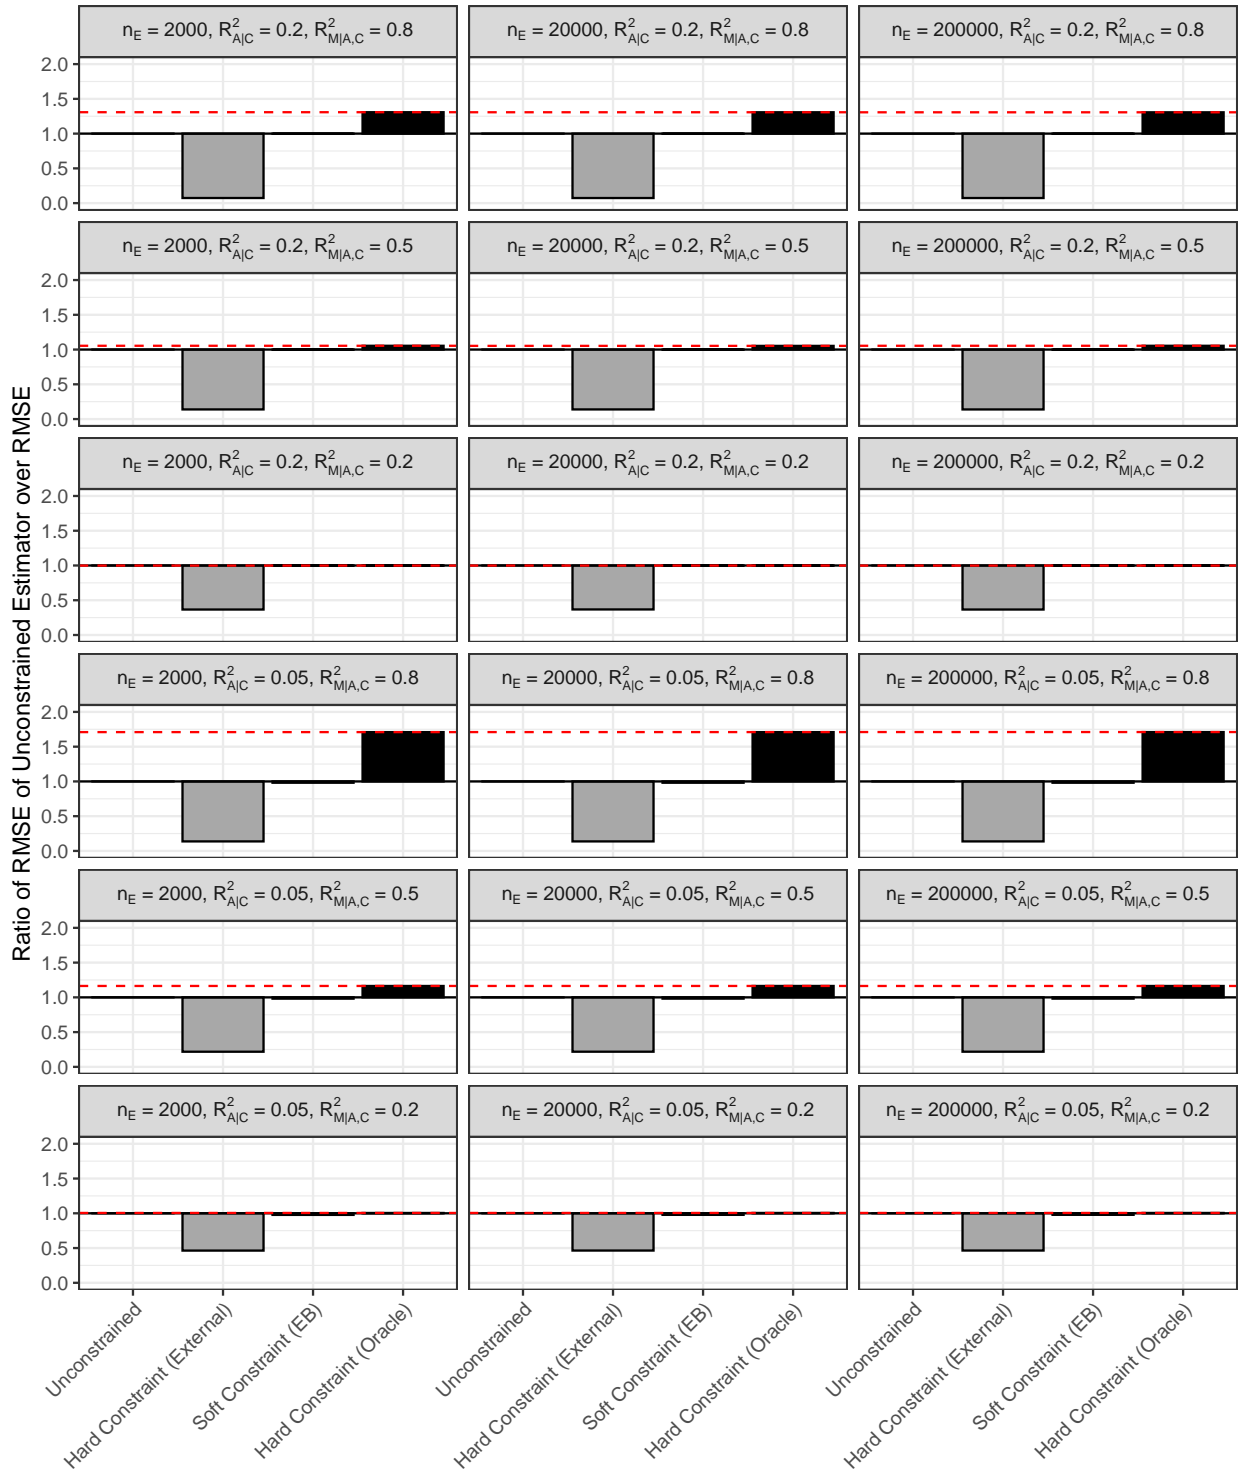 Ratio of RMSE of Unconstrained Estimator over RMSE
n_E = 2000, R²_A|C = 0.2, R²_M|A,C = 0.8
n_E = 20000, R²_A|C = 0.2, R²_M|A,C = 0.8
n_E = 200000, R²_A|C = 0.2, R²_M|A,C = 0.8
2.0
1.5
1.0
0.5
0.0
n_E = 2000, R²_A|C = 0.2, R²_M|A,C = 0.5
n_E = 20000, R²_A|C = 0.2, R²_M|A,C = 0.5
n_E = 200000, R²_A|C = 0.2, R²_M|A,C = 0.5
2.0
1.5
1.0
0.5
0.0
n_E = 2000, R²_A|C = 0.2, R²_M|A,C = 0.2
n_E = 20000, R²_A|C = 0.2, R²_M|A,C = 0.2
n_E = 200000, R²_A|C = 0.2, R²_M|A,C = 0.2
2.0
1.5
1.0
0.5
0.0
n_E = 2000, R²_A|C = 0.05, R²_M|A,C = 0.8
n_E = 20000, R²_A|C = 0.05, R²_M|A,C = 0.8
n_E = 200000, R²_A|C = 0.05, R²_M|A,C = 0.8
2.0
1.5
1.0
0.5
0.0
n_E = 2000, R²_A|C = 0.05, R²_M|A,C = 0.5
n_E = 20000, R²_A|C = 0.05, R²_M|A,C = 0.5
n_E = 200000, R²_A|C = 0.05, R²_M|A,C = 0.5
2.0
1.5
1.0
0.5
0.0
n_E = 2000, R²_A|C = 0.05, R²_M|A,C = 0.2
n_E = 20000, R²_A|C = 0.05, R²_M|A,C = 0.2
n_E = 200000, R²_A|C = 0.05, R²_M|A,C = 0.2
2.0
1.5
1.0
0.5
0.0
Unconstrained
Hard Constraint (External)
Soft Constraint (EB)
Hard Constraint (Oracle)
Unconstrained
Hard Constraint (External)
Soft Constraint (EB)
Hard Constraint (Oracle)
Unconstrained
Hard Constraint (External)
Soft Constraint (EB)
Hard Constraint (Oracle)